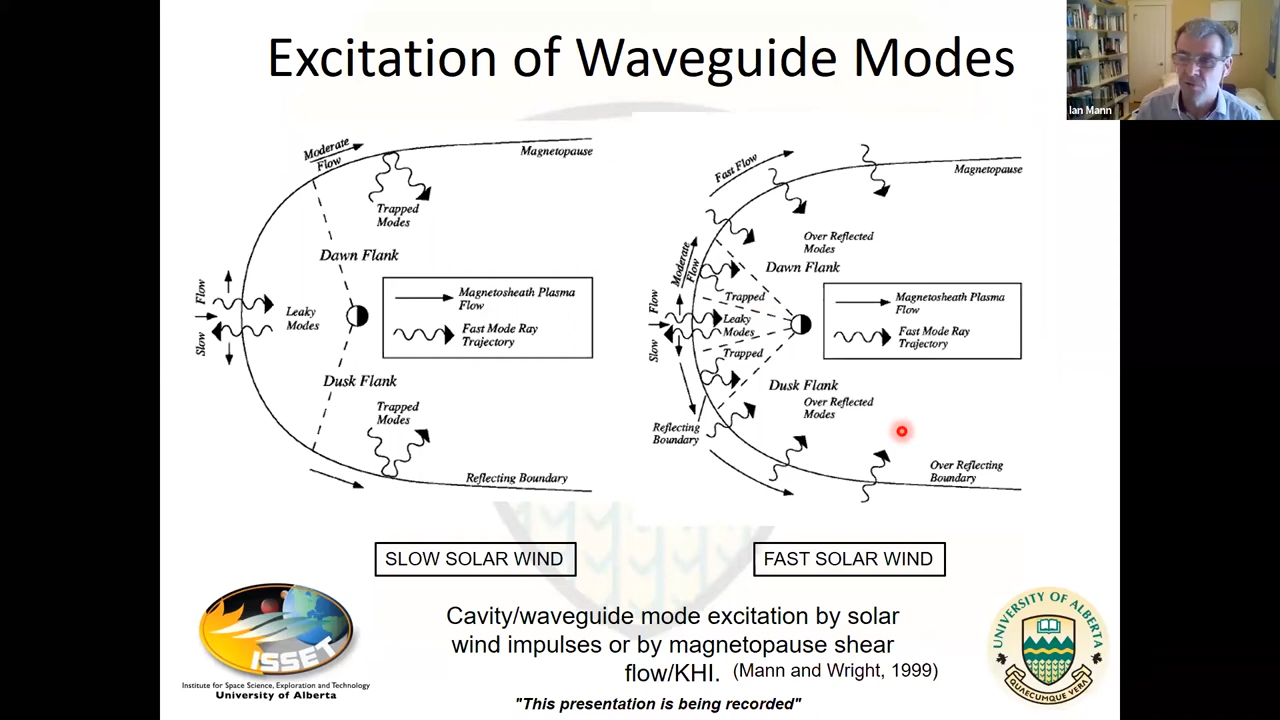 Excitation of Waveguide Modes
Ian Mann
Moderate
Flow
Magnetopause
Trapped
Modes
Dawn Flank
Flow
Slow
Leaky
Modes
Magnetosheath Plasma
Flow
Fast Mode Ray
Trajectory
Dusk Flank
Trapped
Modes
Reflecting Boundary
Fast Flow
Magnetopause
Over Reflected
Modes
Moderate
Flow
Dawn Flank
Trapped
Flow
Slow
Leaky
Modes
Trapped
Magnetosheath Plasma
Flow
Fast Mode Ray
Trajectory
Dusk Flank
Over Reflected
Modes
Reflecting
Boundary
Over Reflecting
Boundary
SLOW SOLAR WIND
FAST SOLAR WIND
Cavity/waveguide mode excitation by solar
wind impulses or by magnetopause shear
flow/KHI. (Mann and Wright, 1999)
"This presentation is being recorded"
ISSET
Institute for Space Science, Exploration and Technology
University of Alberta
UNIVERSITY OF ALBERTA
QUAECUMQUE VERA